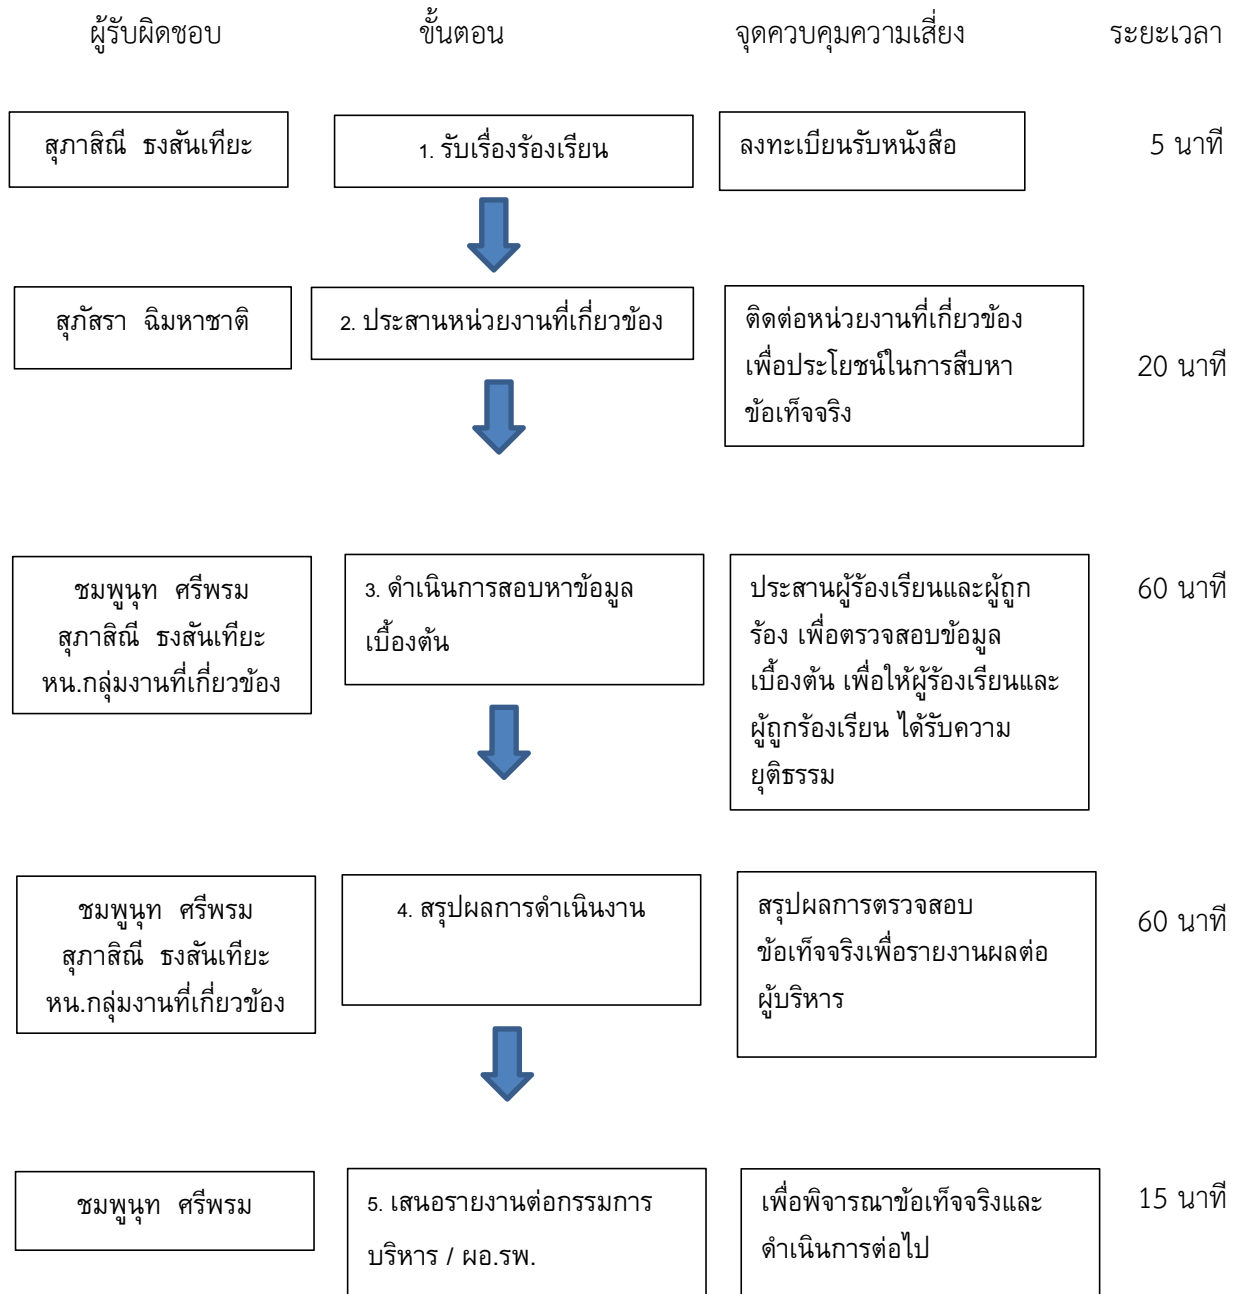 ผู้รับผิดชอบ ขั้นตอน จุดควบคุมความเสี่ยง ระยะเวลา
สุภาสิณี ธงสันเทียะ
1. รับเรื่องร้องเรียน
ลงทะเบียนรับหนังสือ
5 นาที
สุภัสรา ฉิมหาชาติ
2. ประสานหน่วยงานที่เกี่ยวข้อง
ติดต่อหน่วยงานที่เกี่ยวข้อง
เพื่อประโยชน์ในการสืบหา
ข้อเท็จจริง
20 นาที
ชมพูนุท ศรีพรม
สุภาสิณี ธงสันเทียะ
หน.กลุ่มงานที่เกี่ยวข้อง
3. ดำเนินการสอบหาข้อมูล
เบื้องต้น
ประสานผู้ร้องเรียนและผู้ถูก
ร้อง เพื่อตรวจสอบข้อมูล
เบื้องต้น เพื่อให้ผู้ร้องเรียนและ
ผู้ถูกร้องเรียน ได้รับความ
ยุติธรรม
60 นาที
ชมพูนุท ศรีพรม
สุภาสิณี ธงสันเทียะ
หน.กลุ่มงานที่เกี่ยวข้อง
4. สรุปผลการดำเนินงาน
สรุปผลการตรวจสอบ
ข้อเท็จจริงเพื่อรายงานผลต่อ
ผู้บริหาร
60 นาที
ชมพูนุท ศรีพรม
5. เสนอรายงานต่อกรรมการ
บริหาร / ผอ.รพ.
เพื่อพิจารณาข้อเท็จจริงและ
ดำเนินการต่อไป
15 นาที